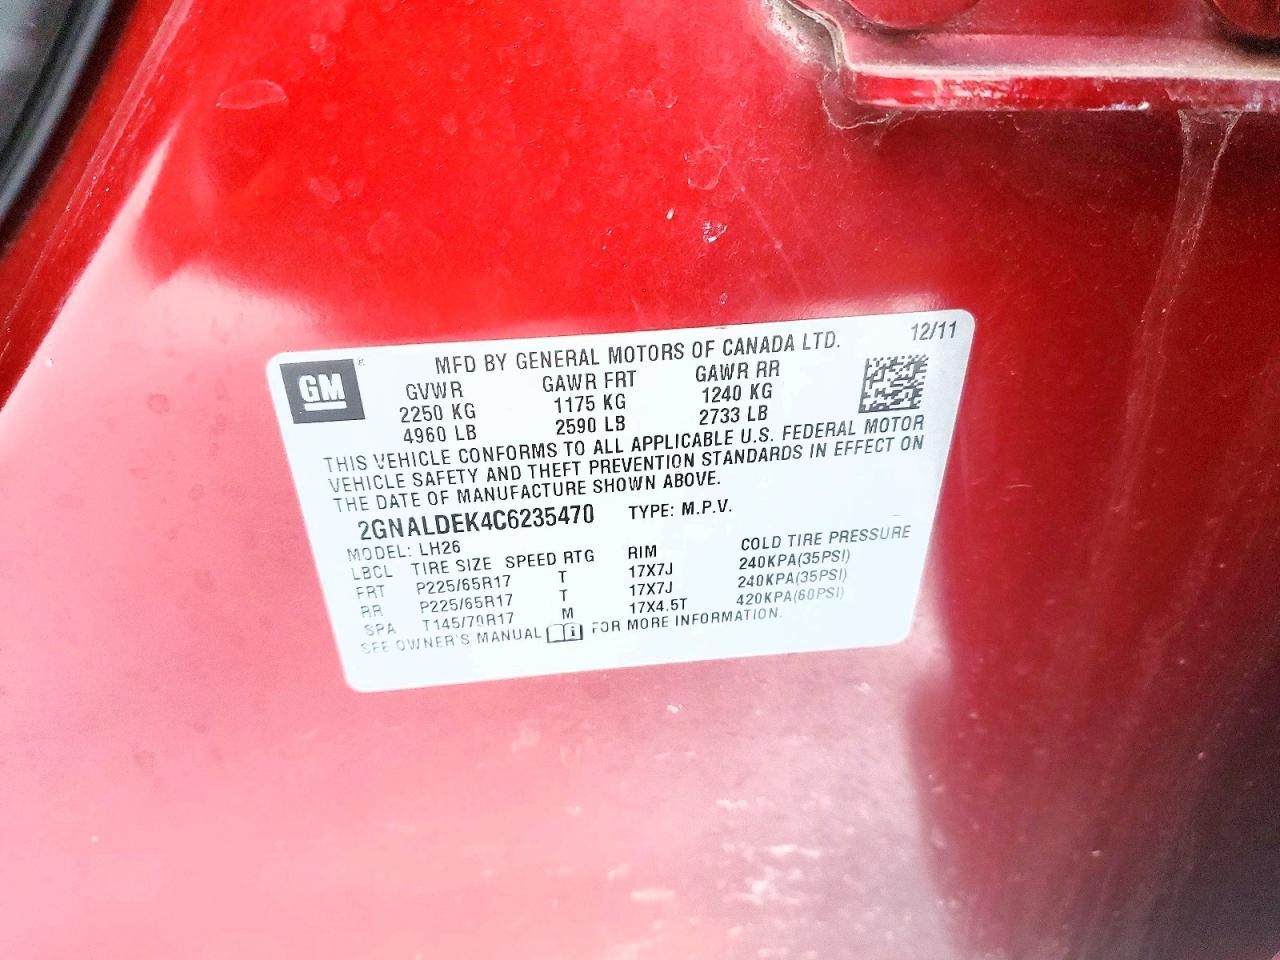 GM
MFD BY GENERAL MOTORS OF CANADA LTD. 12/11
GVWR GAWR FRT GAWR RR
2250 KG 1175 KG 1240 KG
4960 LB 2590 LB 2733 LB
THIS VEHICLE CONFORMS TO ALL APPLICABLE U.S. FEDERAL MOTOR
VEHICLE SAFETY AND THEFT PREVENTION STANDARDS IN EFFECT ON
THE DATE OF MANUFACTURE SHOWN ABOVE.
2GNALDEK4C6235470 TYPE: M.P.V.
MODEL: LH26
LBCL TIRE SIZE SPEED RTG RIM COLD TIRE PRESSURE
FRT P225/65R17 T 17X7J 240KPA(35PSI)
RR P225/65R17 T 17X7J 240KPA(35PSI)
SPA T145/70R17 M 17X4.5T 420KPA(60PSI)
SEE OWNER'S MANUAL i FOR MORE INFORMATION.